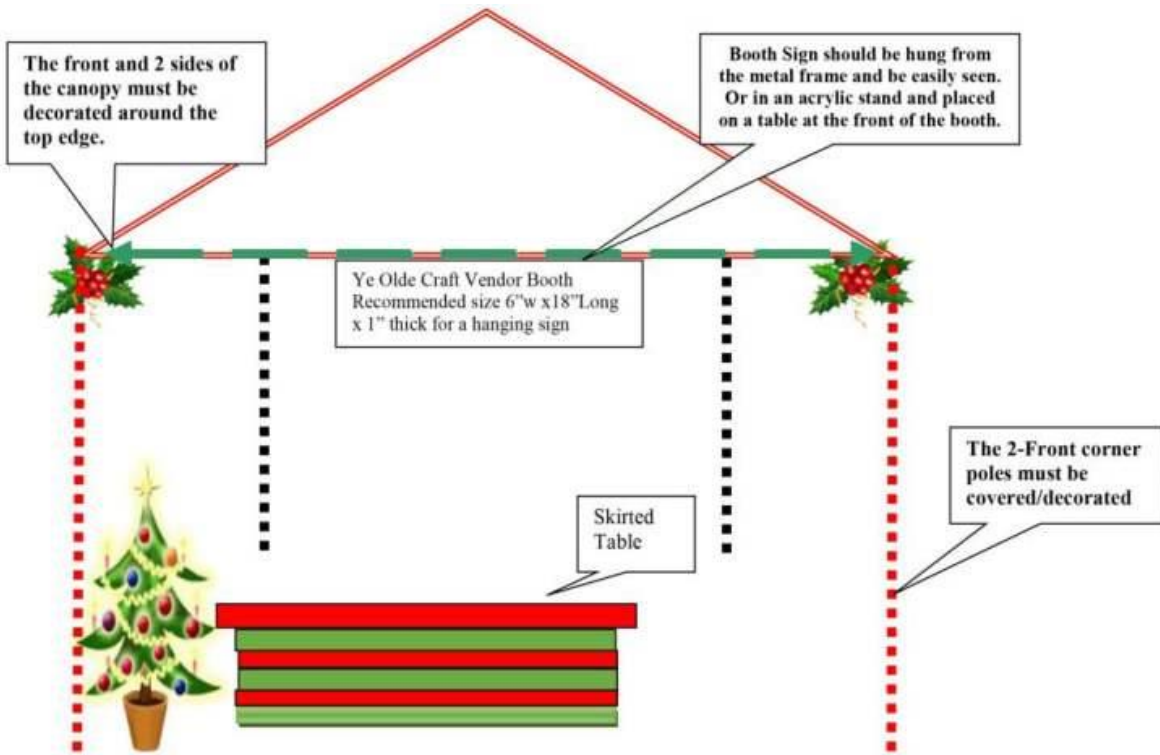 The front and 2 sides of
the canopy must be
decorated around the
top edge.
Booth Sign should be hung from
the metal frame and be easily seen.
Or in an acrylic stand and placed
on a table at the front of the booth.
Ye Olde Craft Vendor Booth
Recommended size 6”w x18”Long
x 1” thick for a hanging sign
The 2-Front corner
poles must be
covered/decorated
Skirted
Table